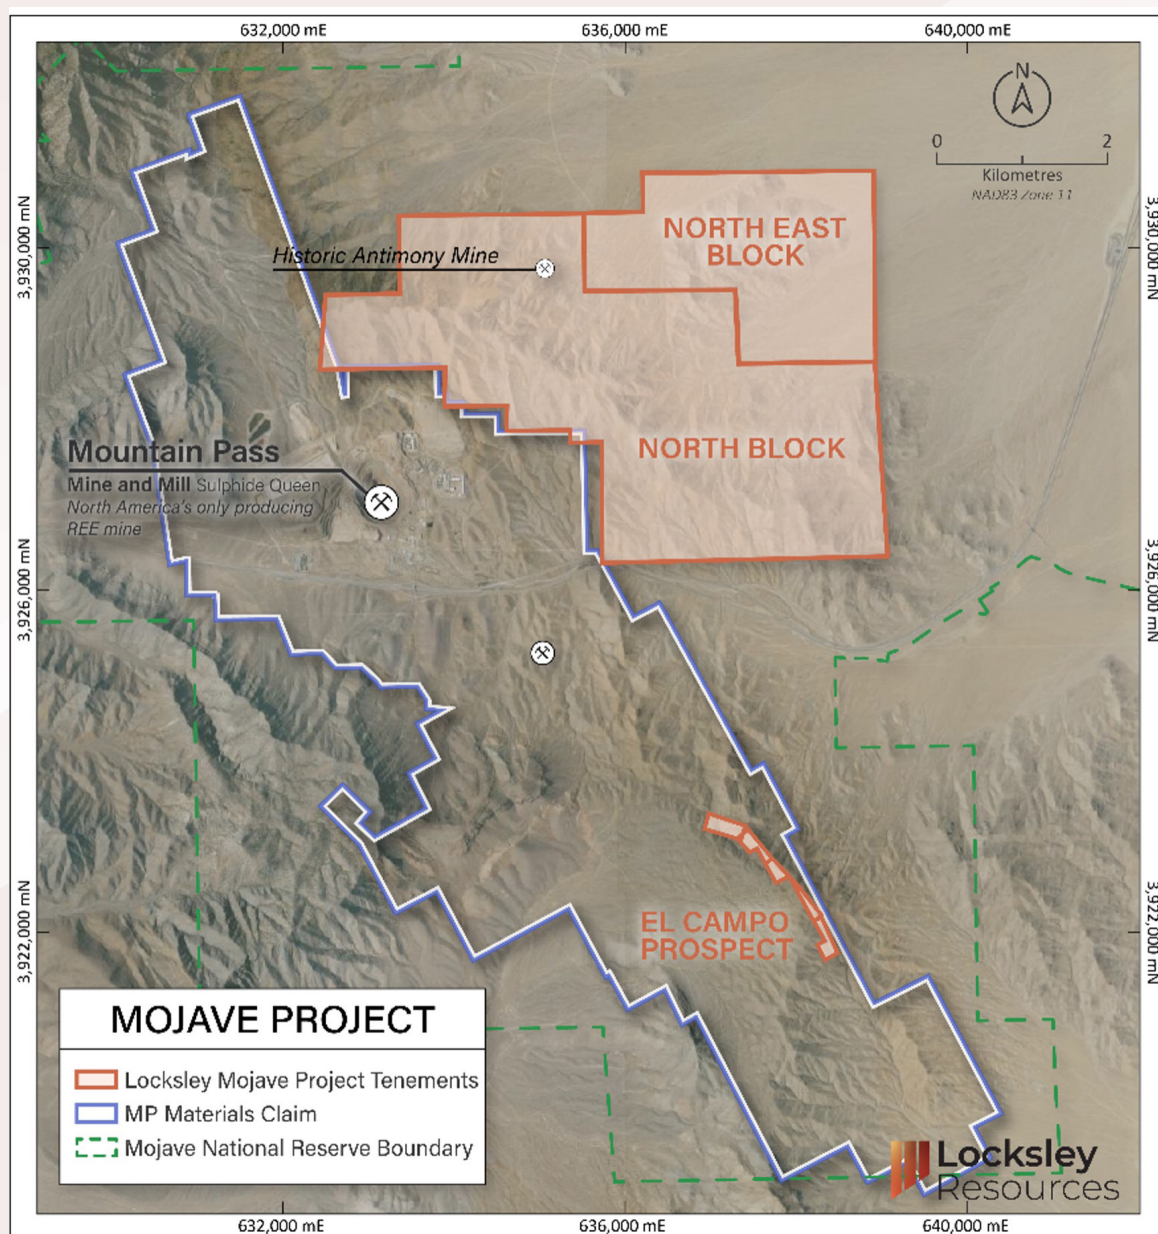 632,000 mE
636,000 mE
640,000 mE
N
0
2
Kilometres
NAD83 Zone 11
3,930,000 mN
3,930,000 mN
NORTH EAST
BLOCK
Historic Antimony Mine
NORTH BLOCK
Mountain Pass
Mine and Mill Sulphide Queen
North America's only producing
REE mine
3,926,000 mN
3,926,000 mN
EL CAMPO
PROSPECT
3,922,000 mN
3,922,000 mN
MOJAVE PROJECT
Locksley Mojave Project Tenements
MP Materials Claim
Mojave National Reserve Boundary
Locksley
Resources
632,000 mE
636,000 mE
640,000 mE